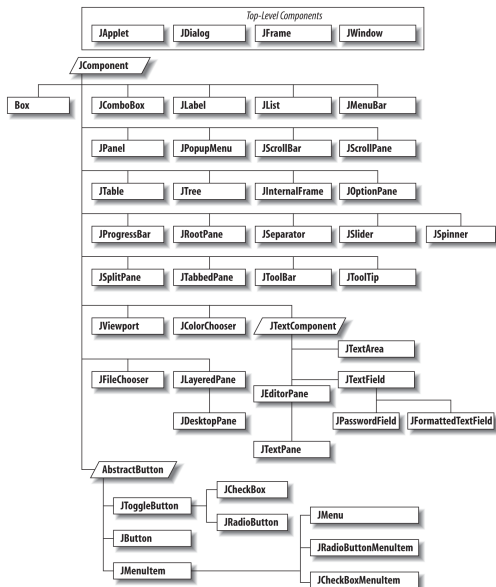 Top-Level Components
JApplet JDialog JFrame JWindow
JComponent
Box JComboBox JLabel JList JMenuBar
JPanel JPopupMenu JScrollBar JScrollPane
JTable JTree JInternalFrame JOptionPane
JProgressBar JRootPane JSeparator JSlider JSpinner
JSplitPane JTabbedPane JToolBar JToolTip
JViewport JColorChooser JTextComponent
JTextArea
JFileChooser JLayeredPane JTextField
JEditorPane
JDesktopPane JPasswordField JFormattedTextField
JTextPane
AbstractButton
JCheckBox
JToggleButton
JMenu
JRadioButton
JButton
JRadioButtonMenuItem
JMenuItem
JCheckBoxMenuItem